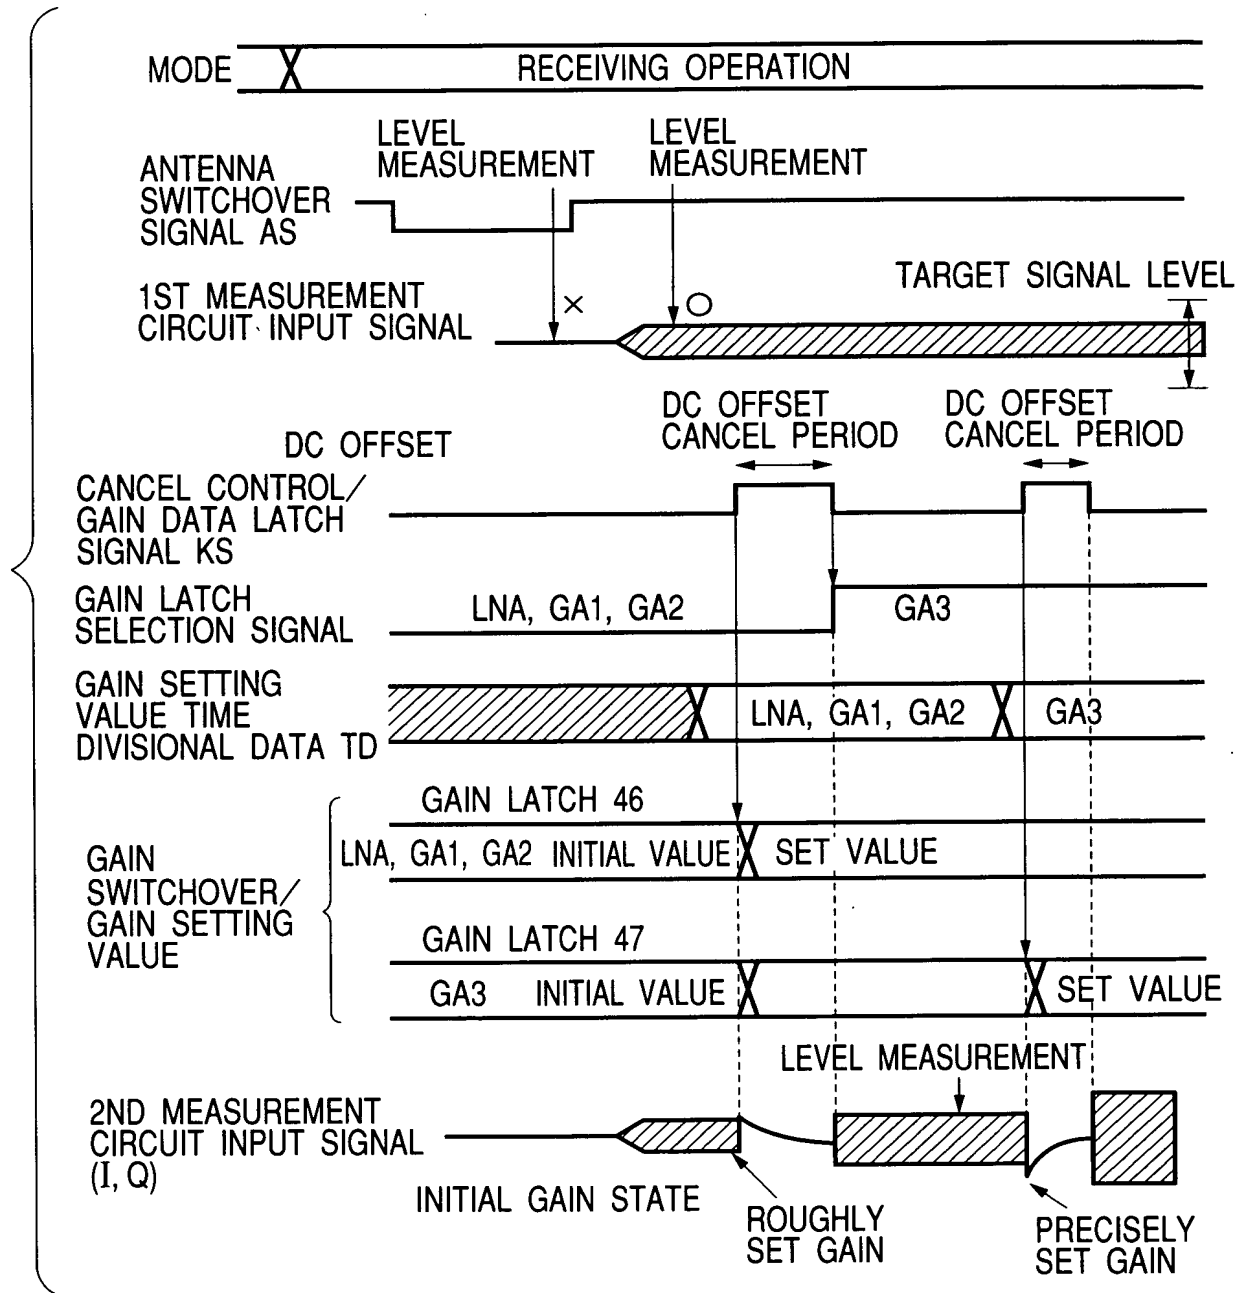 MODE
RECEIVING OPERATION
LEVEL
MEASUREMENT
LEVEL
MEASUREMENT
ANTENNA
SWITCHOVER
SIGNAL AS
TARGET SIGNAL LEVEL
1ST MEASUREMENT
CIRCUIT INPUT SIGNAL
×
○
DC OFFSET
CANCEL PERIOD
DC OFFSET
CANCEL PERIOD
DC OFFSET
CANCEL CONTROL/
GAIN DATA LATCH
SIGNAL KS
GAIN LATCH
SELECTION SIGNAL
LNA, GA1, GA2
GA3
GAIN SETTING
VALUE TIME
DIVISIONAL DATA TD
LNA, GA1, GA2
GA3
GAIN
SWITCHOVER/
GAIN SETTING
VALUE
GAIN LATCH 46
LNA, GA1, GA2 INITIAL VALUE
SET VALUE
GAIN LATCH 47
GA3 INITIAL VALUE
SET VALUE
LEVEL MEASUREMENT
2ND MEASUREMENT
CIRCUIT INPUT SIGNAL
(I, Q)
INITIAL GAIN STATE
ROUGHLY
SET GAIN
PRECISELY
SET GAIN